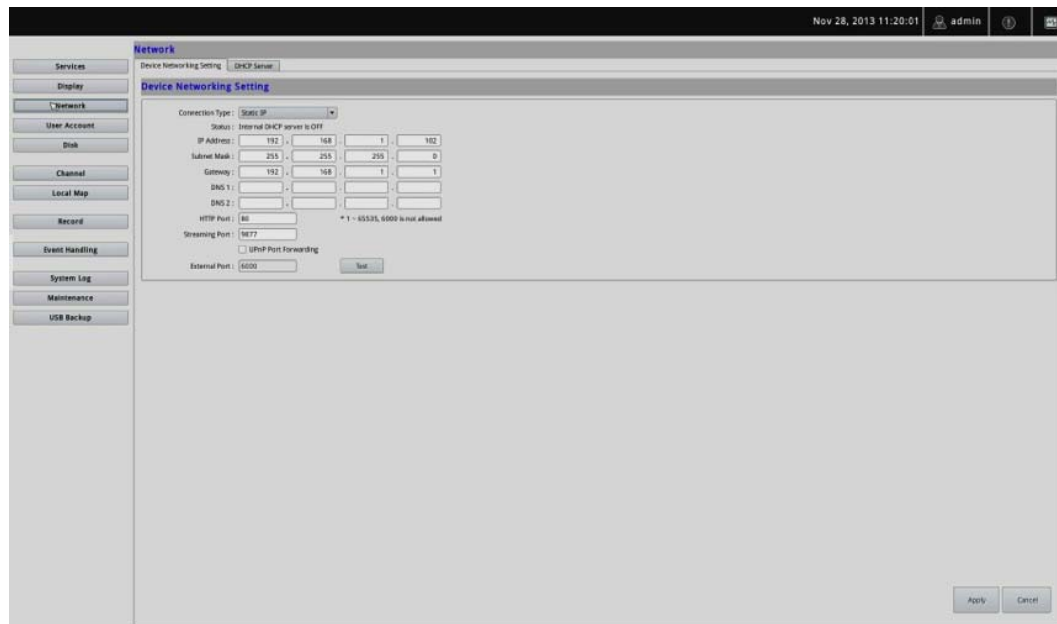 Nov 28, 2013 11:20:01 admin
Network
Services
Display
Network
User Account
Disk
Channel
Local Map
Record
Event Handling
System Log
Maintenance
USB Backup
Device Networking Setting DHCP Server
Device Networking Setting
Connection Type : Static IP
Status : Internal DHCP server is OFF
IP Address : 192 . 168 . 1 . 102
Subnet Mask : 255 . 255 . 255 . 0
Gateway : 192 . 168 . 1 . 1
DNS 1 : . . .
DNS 2 : . . .
HTTP Port : 80 * 1 ~ 65535, 6000 is not allowed
Streaming Port : 9877
UPnP Port Forwarding
External Port : 6000 Test
Apply Cancel